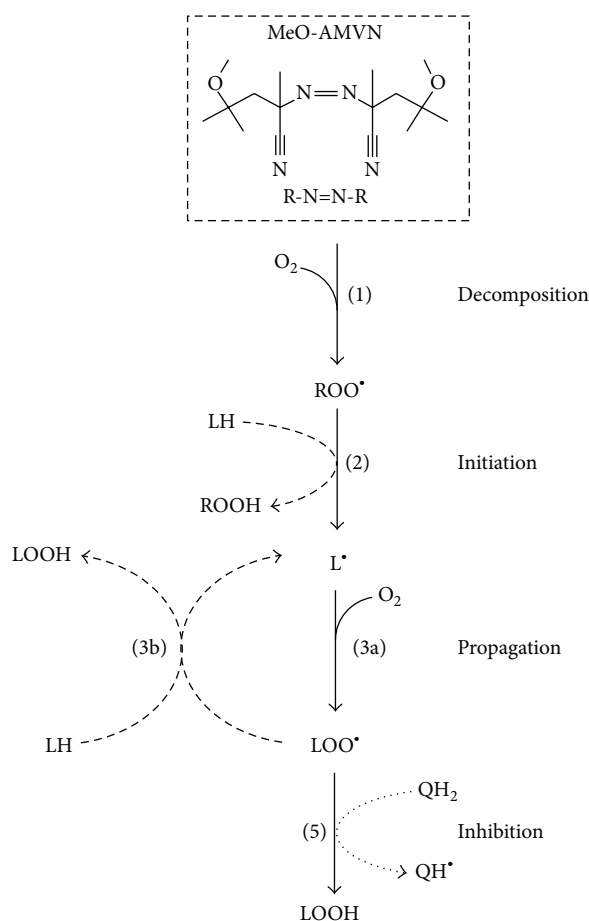 MeO-AMVN
O O
N=N
N N
R-N=N-R
O₂
(1) Decomposition
ROO•
LH
(2) Initiation
ROOH
LOOH
L•
O₂
(3b) (3a) Propagation
LH
LOO•
QH₂
(5) Inhibition
QH•
LOOH